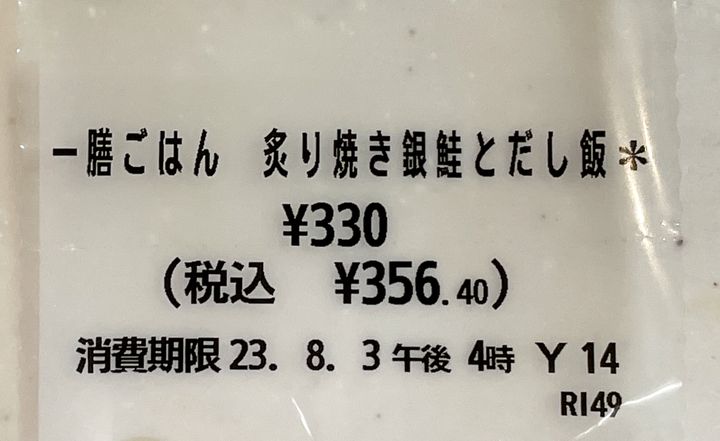 一膳ごはん 炙り焼き銀鮭とだし飯*
¥330
(税込 ¥356.40)
消費期限 23. 8. 3 午後 4時 Y 14
RI49